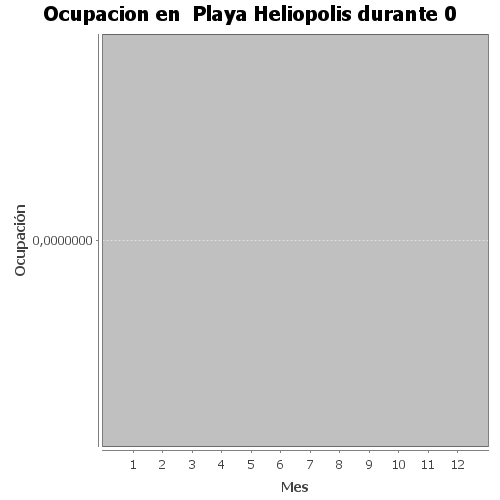 Ocupacion en  Playa Heliopolis durante 0
Ocupación
0,0000000
1 2 3 4 5 6 7 8 9 10 11 12
Mes